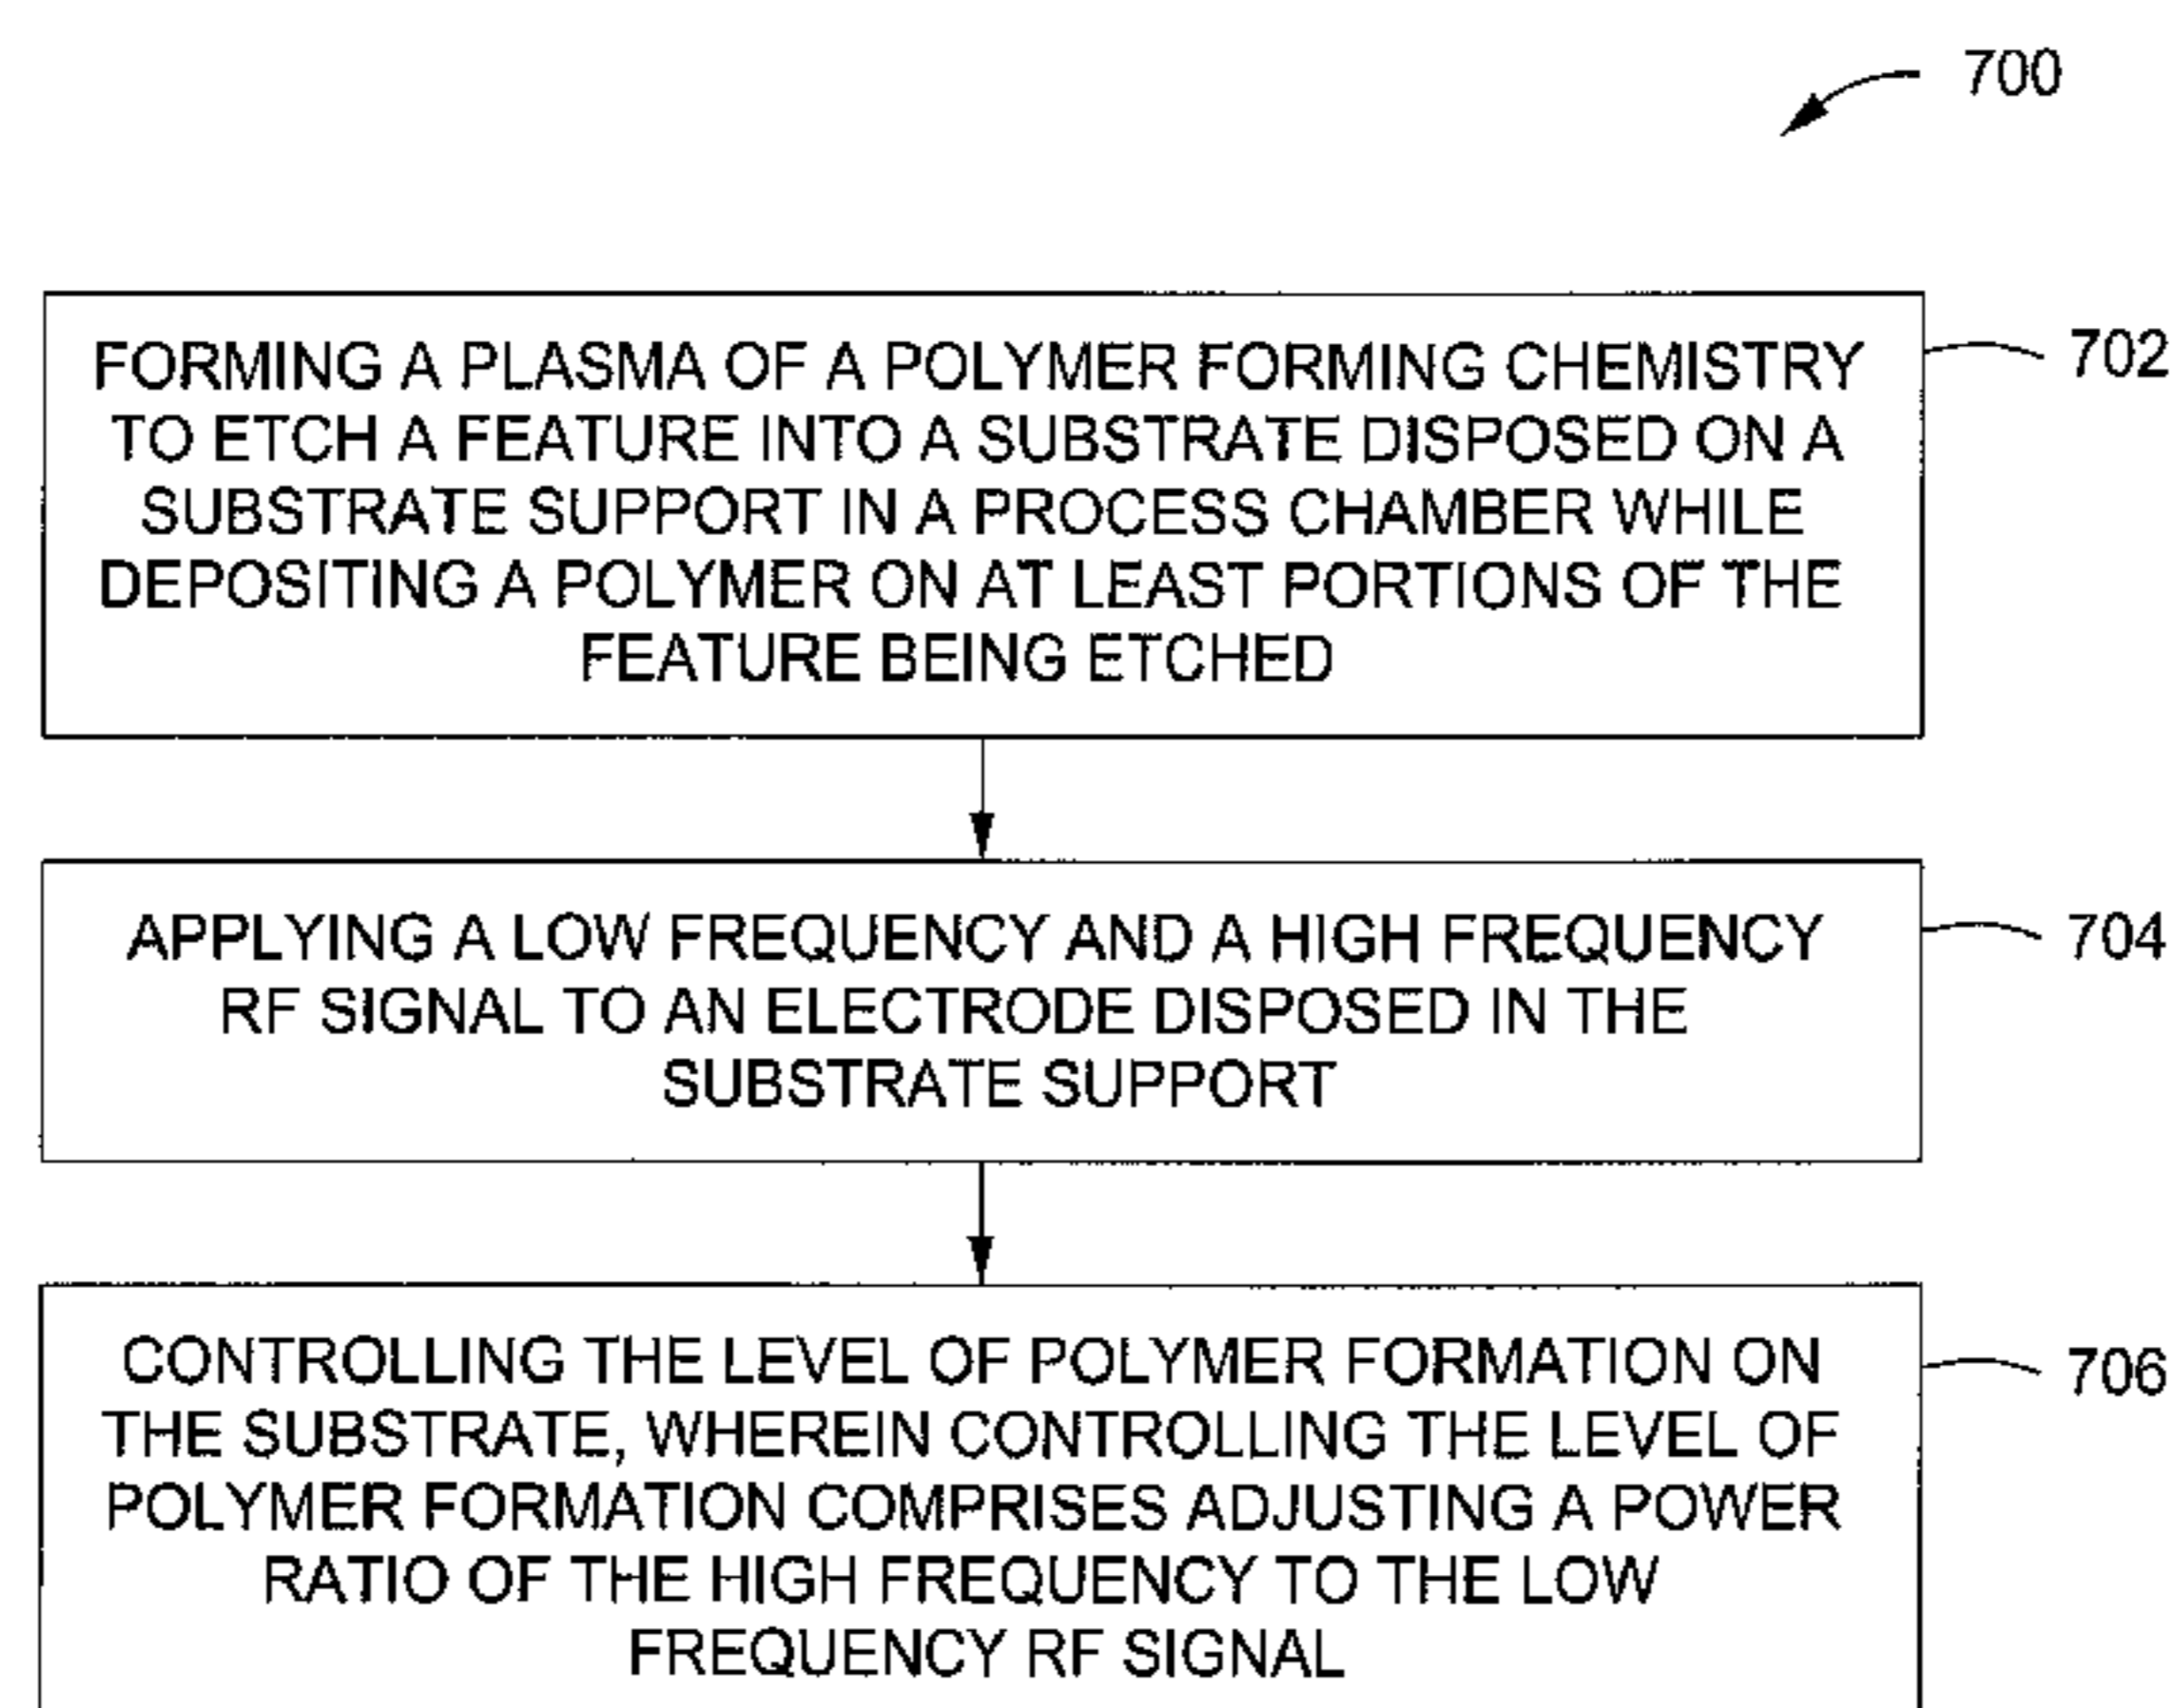 700
FORMING A PLASMA OF A POLYMER FORMING CHEMISTRY
TO ETCH A FEATURE INTO A SUBSTRATE DISPOSED ON A
SUBSTRATE SUPPORT IN A PROCESS CHAMBER WHILE
DEPOSITING A POLYMER ON AT LEAST PORTIONS OF THE
FEATURE BEING ETCHED
702
APPLYING A LOW FREQUENCY AND A HIGH FREQUENCY
RF SIGNAL TO AN ELECTRODE DISPOSED IN THE
SUBSTRATE SUPPORT
704
CONTROLLING THE LEVEL OF POLYMER FORMATION ON
THE SUBSTRATE, WHEREIN CONTROLLING THE LEVEL OF
POLYMER FORMATION COMPRISES ADJUSTING A POWER
RATIO OF THE HIGH FREQUENCY TO THE LOW
FREQUENCY RF SIGNAL
706